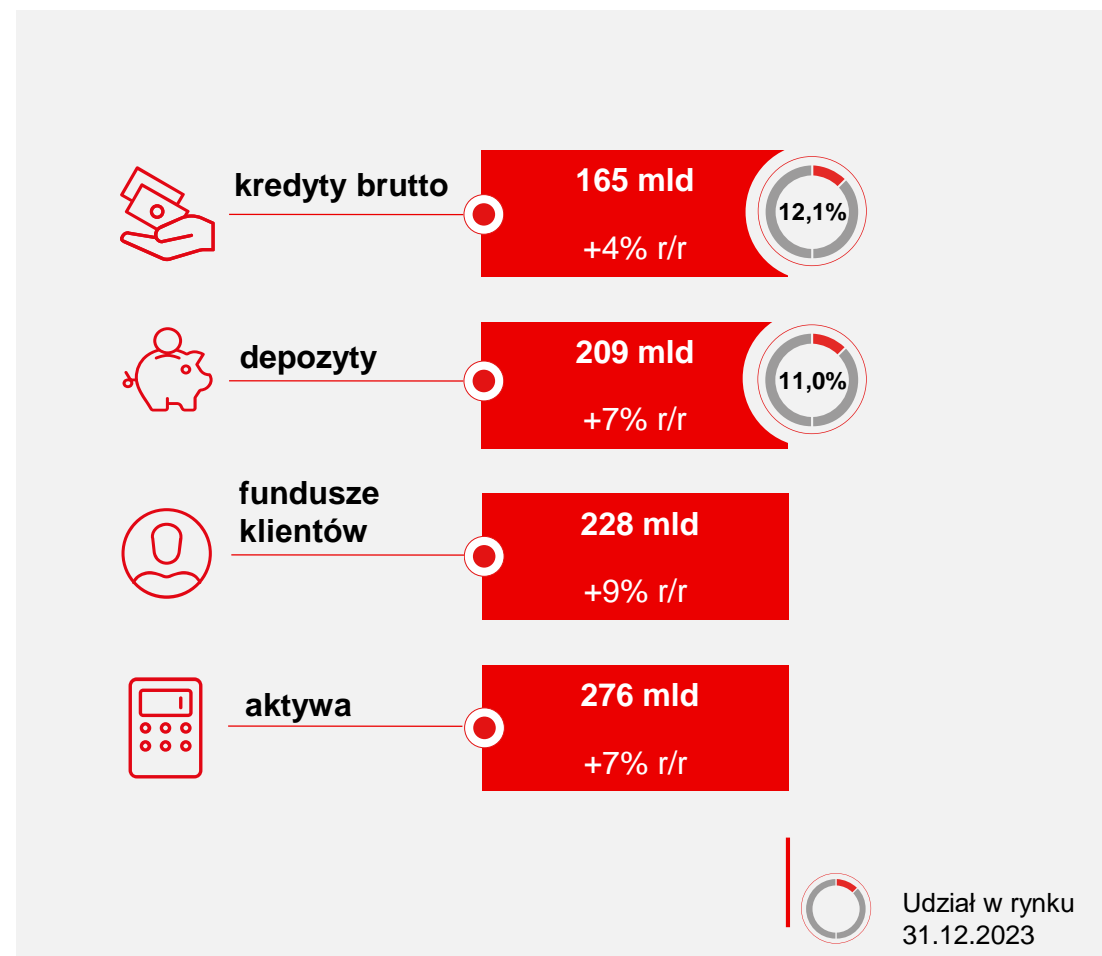 kredyty brutto
165 mld
+4% r/r
12,1%
depozyty
209 mld
+7% r/r
11,0%
fundusze
klientów
228 mld
+9% r/r
aktywa
276 mld
+7% r/r
Udział w rynku
31.12.2023